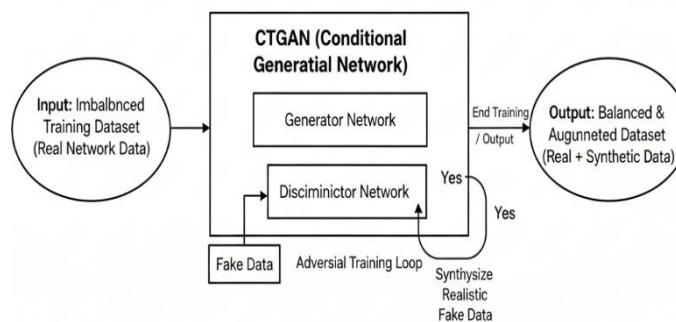 CTGAN (Conditional
Generatial Network)
Input: Imbalbnced
Training Dataset
(Real Network Data)
Generator Network
Disciminictor Network
Yes
Yes
End Training
/ Output
Output: Balanced &
Augunneted Dataset
(Real + Synthetic Data)
Fake Data
Adversial Training Loop
Synthysize
Realistic
Fake Data